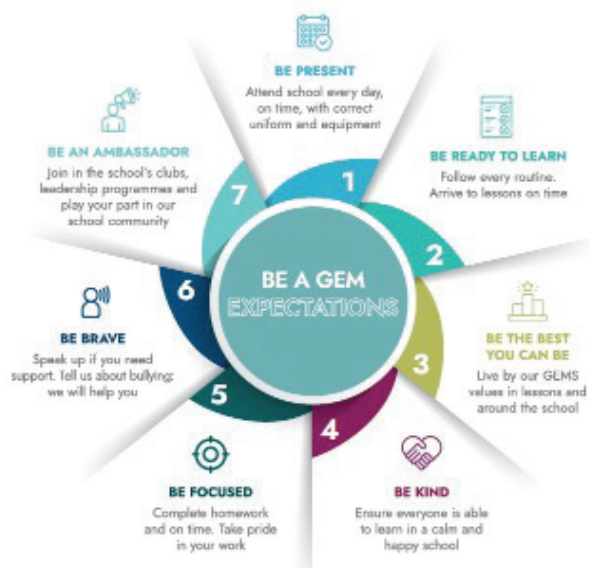 BE A GEM
EXPECTATIONS
1
BE PRESENT
Attend school every day,
on time, with correct
uniform and equipment
2
BE READY TO LEARN
Follow every routine.
Arrive to lessons on time
3
BE THE BEST
YOU CAN BE
Live by our GEMS
values in lessons and
around the school
4
BE KIND
Ensure everyone is able
to learn in a calm and
happy school
5
BE FOCUSED
Complete homework
and on time. Take pride
in your work
6
BE BRAVE
Speak up if you need
support. Tell us about bullying:
we will help you
7
BE AN AMBASSADOR
Join in the school's clubs,
leadership programmes and
play your part in our
school community